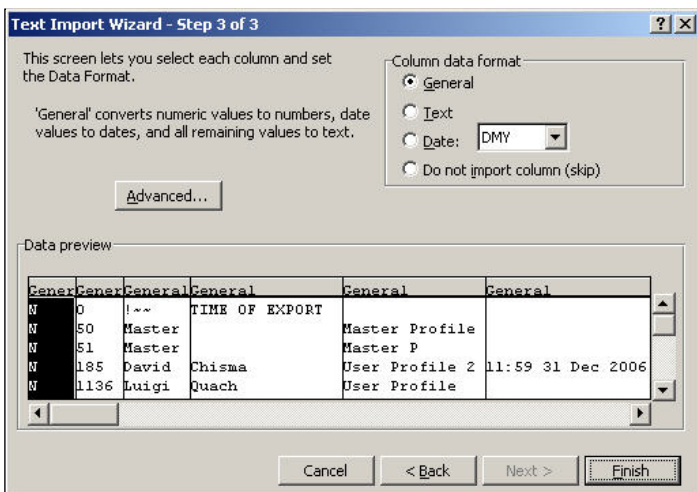 Text Import Wizard - Step 3 of 3
This screen lets you select each column and set
the Data Format.
'General' converts numeric values to numbers, date
values to dates, and all remaining values to text.
Advanced...
Column data format
General
Text
Date: DMY
Do not import column (skip)
Data preview
Gener Gener General General General General
N 0 !~~ TIME OF EXPORT
N 50 Master Master Profile
N 51 Master Master P
N 185 David Chisma User Profile 2 11:59 31 Dec 2006
N 1136 Luigi Quach User Profile
Cancel < Back Next > Finish